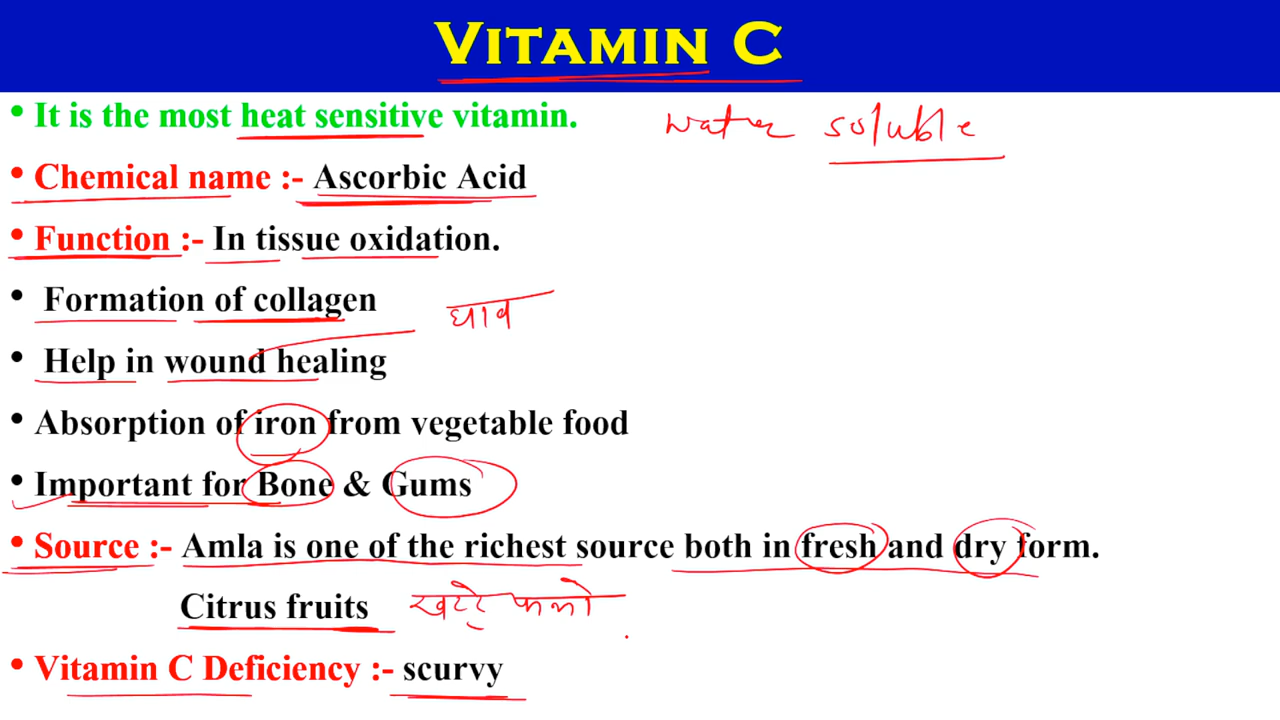 VITAMIN C
• It is the most heat sensitive vitamin. water soluble
• Chemical name :- Ascorbic Acid
• Function :- In tissue oxidation.
• Formation of collagen
घाव
• Help in wound healing
• Absorption of iron from vegetable food
• Important for Bone & Gums
• Source :- Amla is one of the richest source both in fresh and dry form.
Citrus fruits खट्टे फलो
• Vitamin C Deficiency :- scurvy